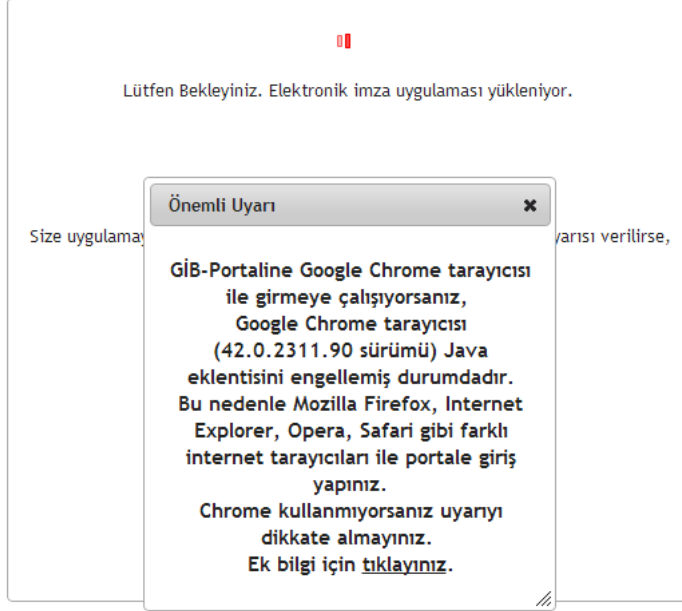 Lütfen Bekleyiniz. Elektronik imza uygulaması yükleniyor.
Önemli Uyarı
Size uygulamay
arısı verilirse,
GİB-Portaline Google Chrome tarayıcısı
ile girmeye çalışıyorsanız,
Google Chrome tarayıcısı
(42.0.2311.90 sürümü) Java
eklentisini engellemiş durumdadır.
Bu nedenle Mozilla Firefox, Internet
Explorer, Opera, Safari gibi farklı
internet tarayıcıları ile portale giriş
yapınız.
Chrome kullanmıyorsanız uyarıyı
dikkate almayınız.
Ek bilgi için tıklayınız.